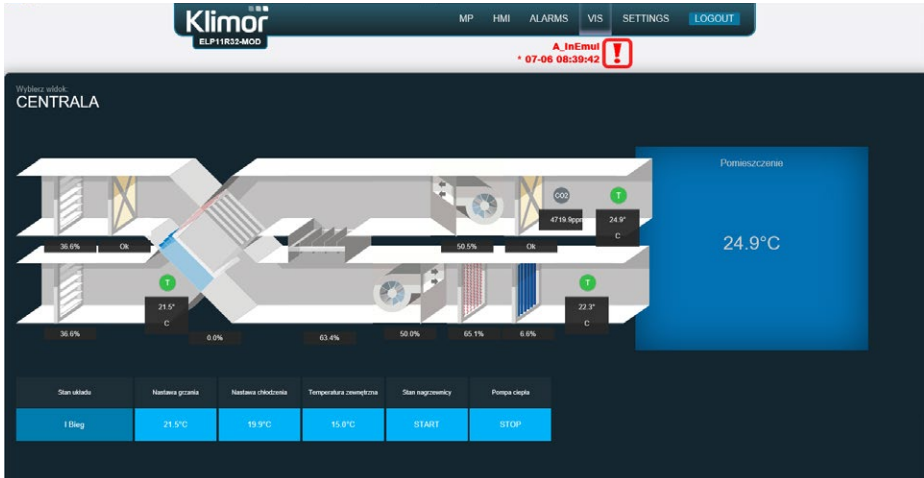 Klimor
MP HMI ALARMS VIS SETTINGS LOGOUT
ELP11R32-MOD
A_InEmul
* 07-06 08:39:42
Wybierz widok:
CENTRALA
Pomieszczenie
24.9°C
CO2
T
4719.9ppm
24.9°
C
36.6%
Ok
50.5%
Ok
T
21.5°
C
T
22.3°
C
36.6%
0.0%
63.4%
50.0%
65.1%
6.6%
Stan układu Nastawa grzania Nastawa chłodzenia Temperatura zewnętrzna Stan nagrzewnicy Pompa ciepła
I Bieg 21.5°C 19.9°C 15.0°C START STOP